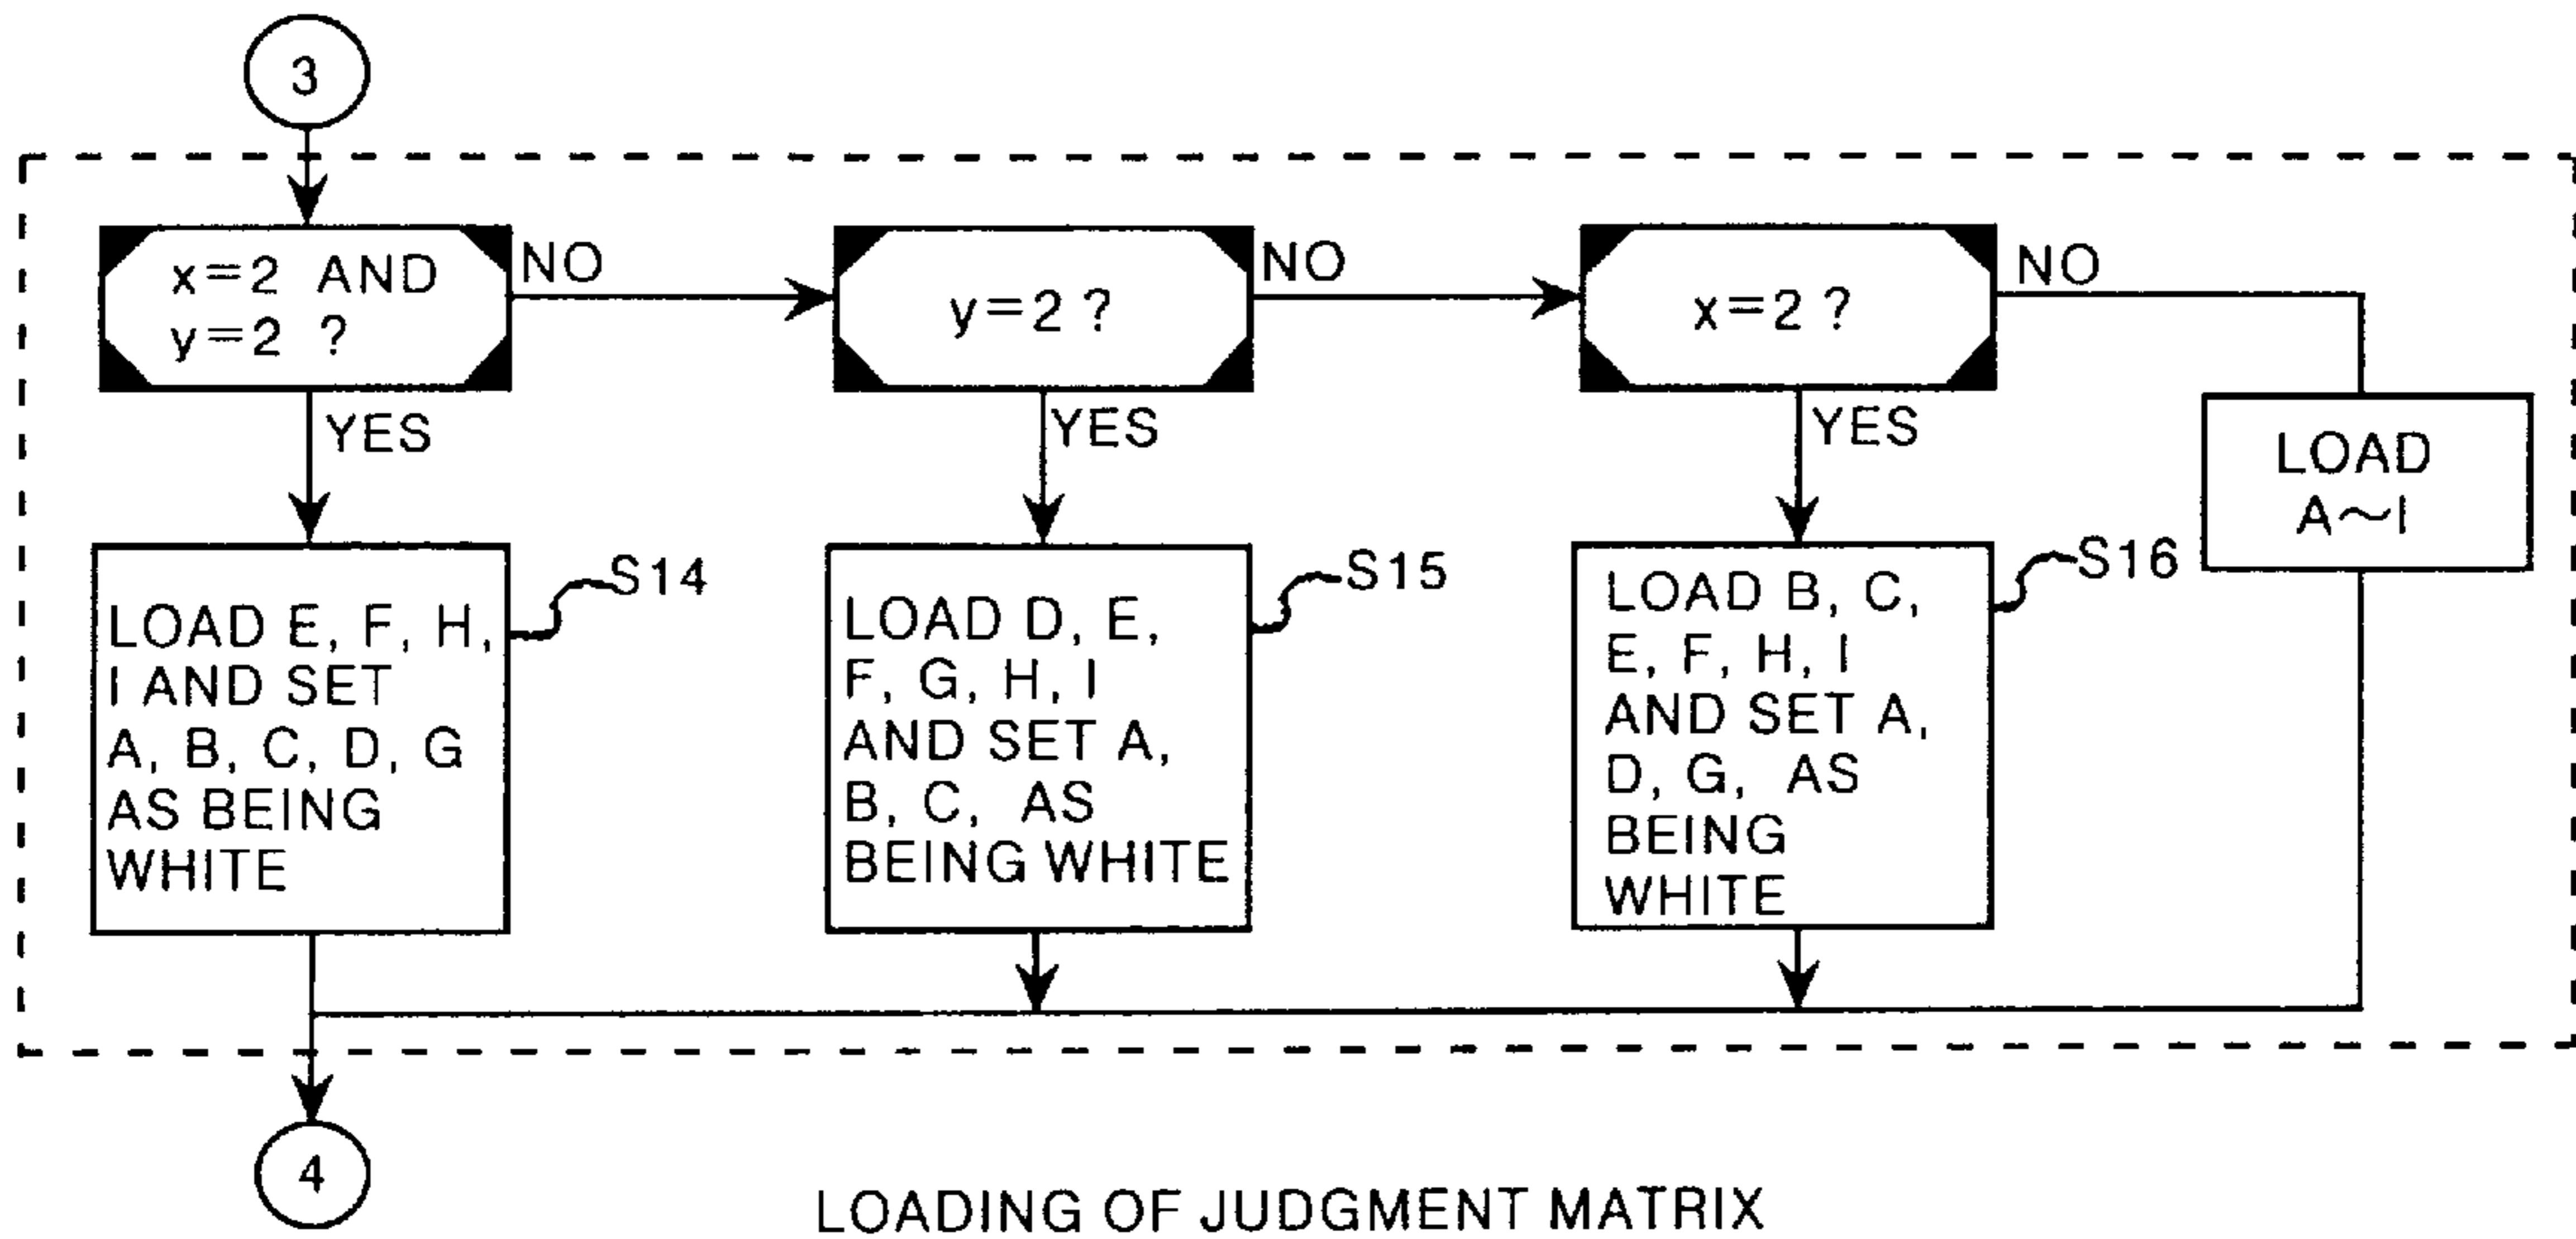 3
x=2 AND
y=2 ?
NO
y=2 ?
NO
x=2 ?
NO
YES
YES
YES
LOAD
A~I
LOAD E, F, H,
I AND SET
A, B, C, D, G
AS BEING
WHITE
S14
LOAD D, E,
F, G, H, I
AND SET A,
B, C, AS
BEING WHITE
S15
LOAD B, C,
E, F, H, I
AND SET A,
D, G, AS
BEING
WHITE
S16
4
LOADING OF JUDGMENT MATRIX